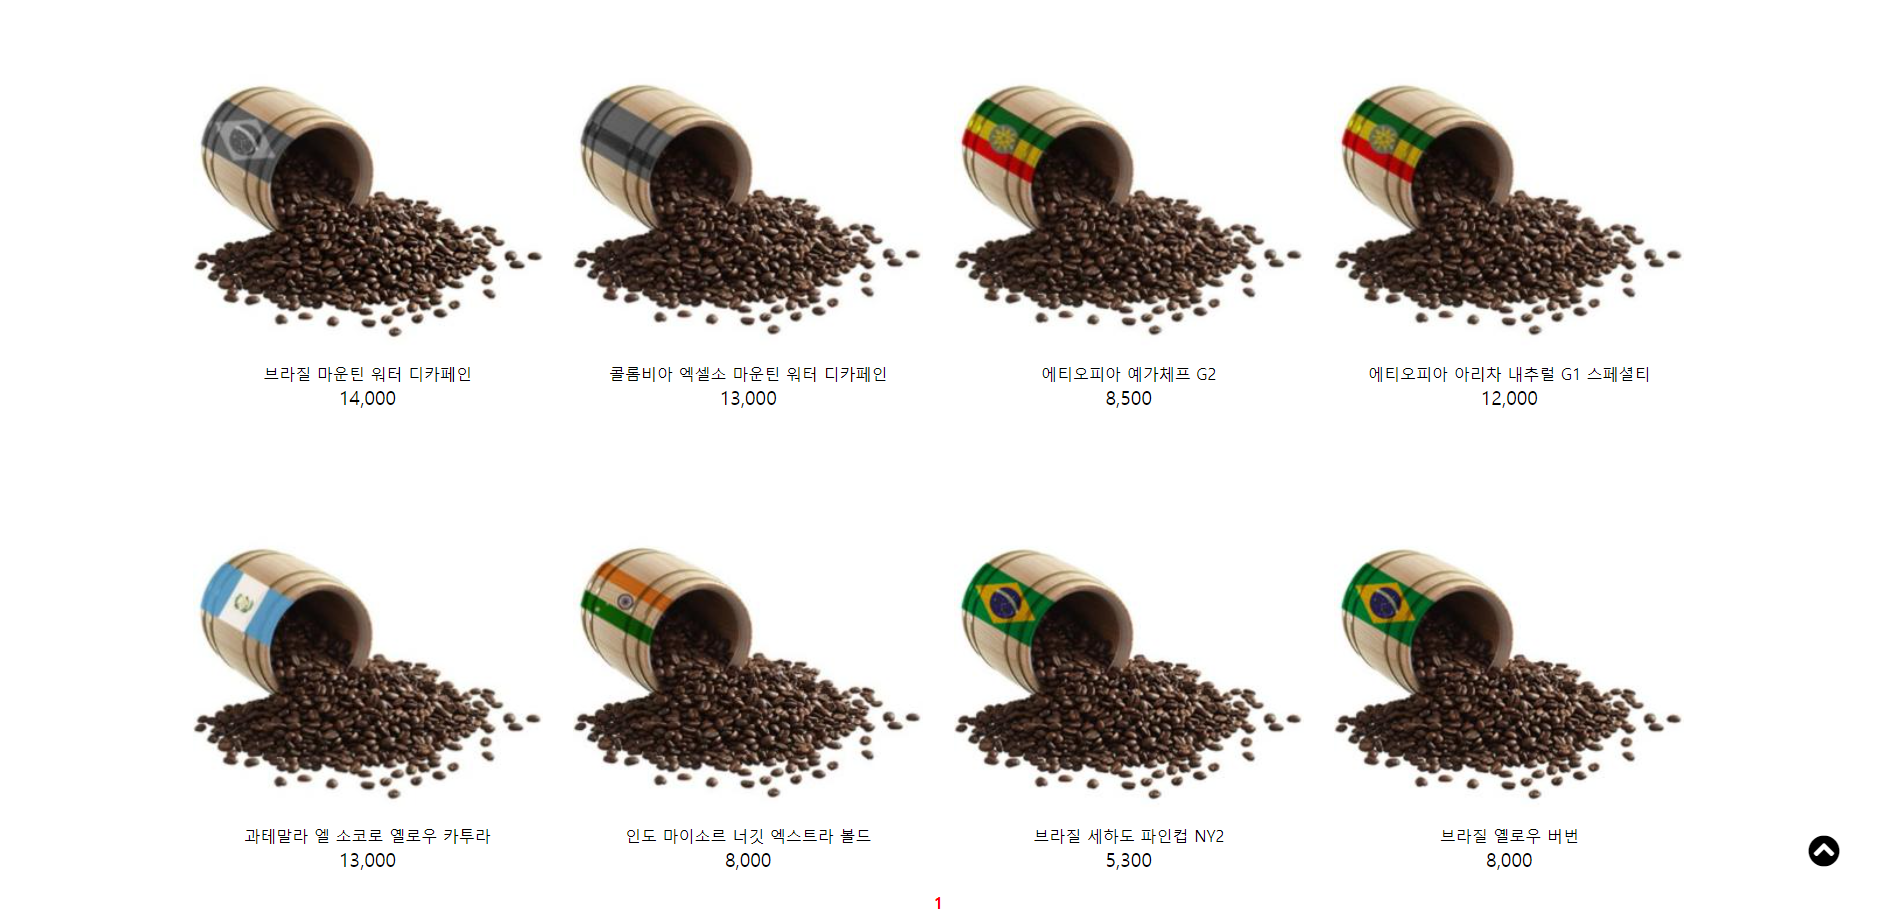 브라질 마운틴 워터 디카페인
14,000
콜롬비아 엑셀소 마운틴 워터 디카페인
13,000
에티오피아 예가체프 G2
8,500
에티오피아 아리차 내추럴 G1 스페셜티
12,000
과테말라 엘 소코로 옐로우 카투라
13,000
인도 마이소르 너깃 엑스트라 볼드
8,000
브라질 세하도 파인컵 NY2
5,300
브라질 옐로우 버번
8,000
1